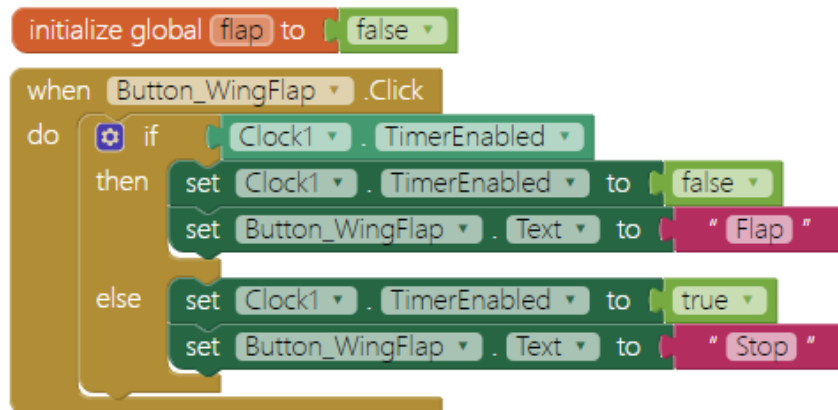 initialize global flap to false
when Button_WingFlap .Click
do if Clock1 . TimerEnabled
then set Clock1 . TimerEnabled to false
set Button_WingFlap . Text to " Flap "
else set Clock1 . TimerEnabled to true
set Button_WingFlap . Text to " Stop "